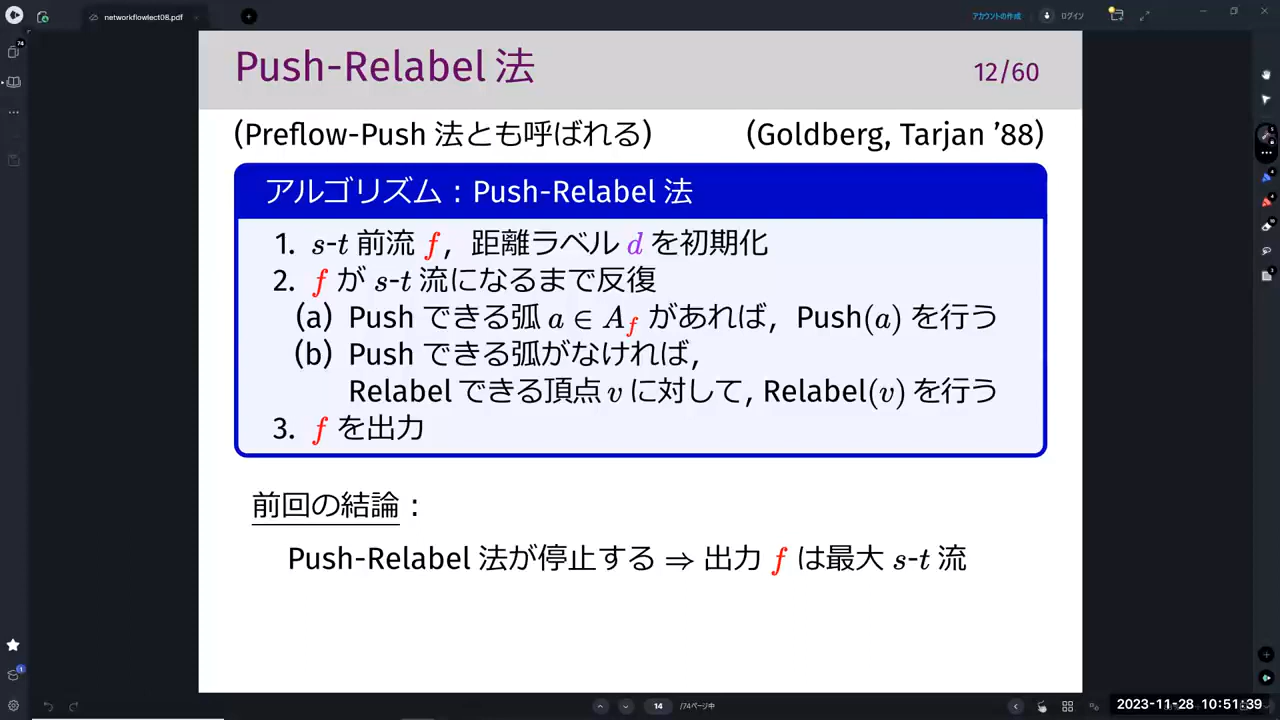 networkflowlect08.pdf
アカウントの作成
ログイン
Push-Relabel 法
12/60
(Preflow-Push 法とも呼ばれる)
(Goldberg, Tarjan ’88)
アルゴリズム : Push-Relabel 法
1. s-t 前流 f, 距離ラベル d を初期化
2. f が s-t 流になるまで反復
(a) Push できる弧 a ∈ A_f があれば, Push(a) を行う
(b) Push できる弧がなければ,
Relabel できる頂点 v に対して, Relabel(v) を行う
3. f を出力
前回の結論 :
Push-Relabel 法が停止する ⇒ 出力 f は最大 s-t 流
14
/74ページ中
2023-11-28 10:51:39